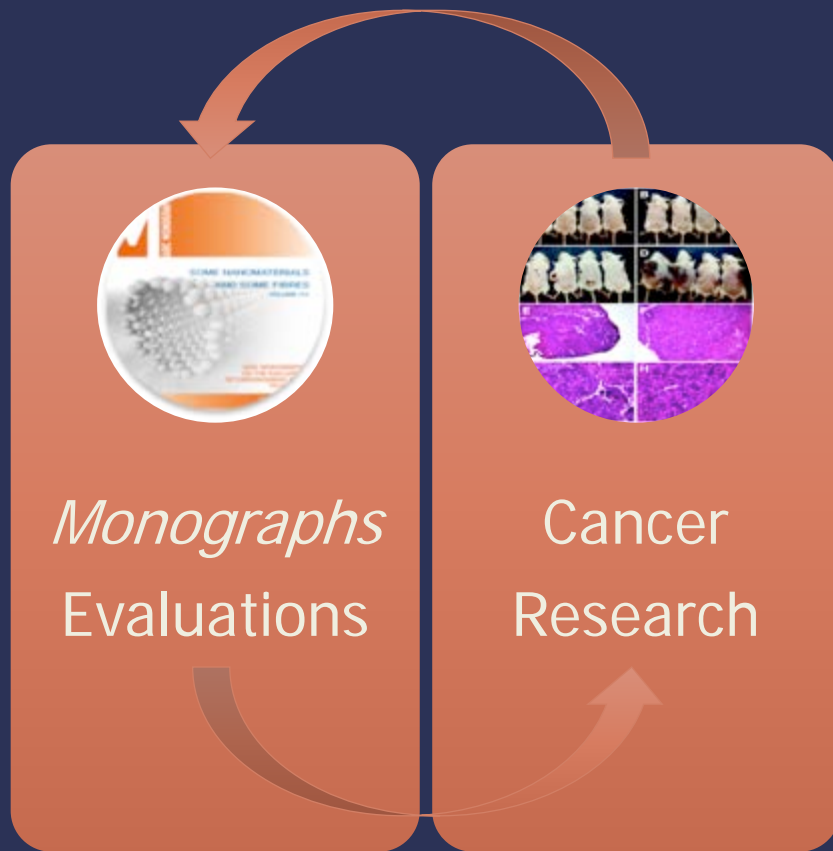 SOME NANOMATERIALS
AND SOME FIBRES
Monographs
Evaluations
Cancer
Research